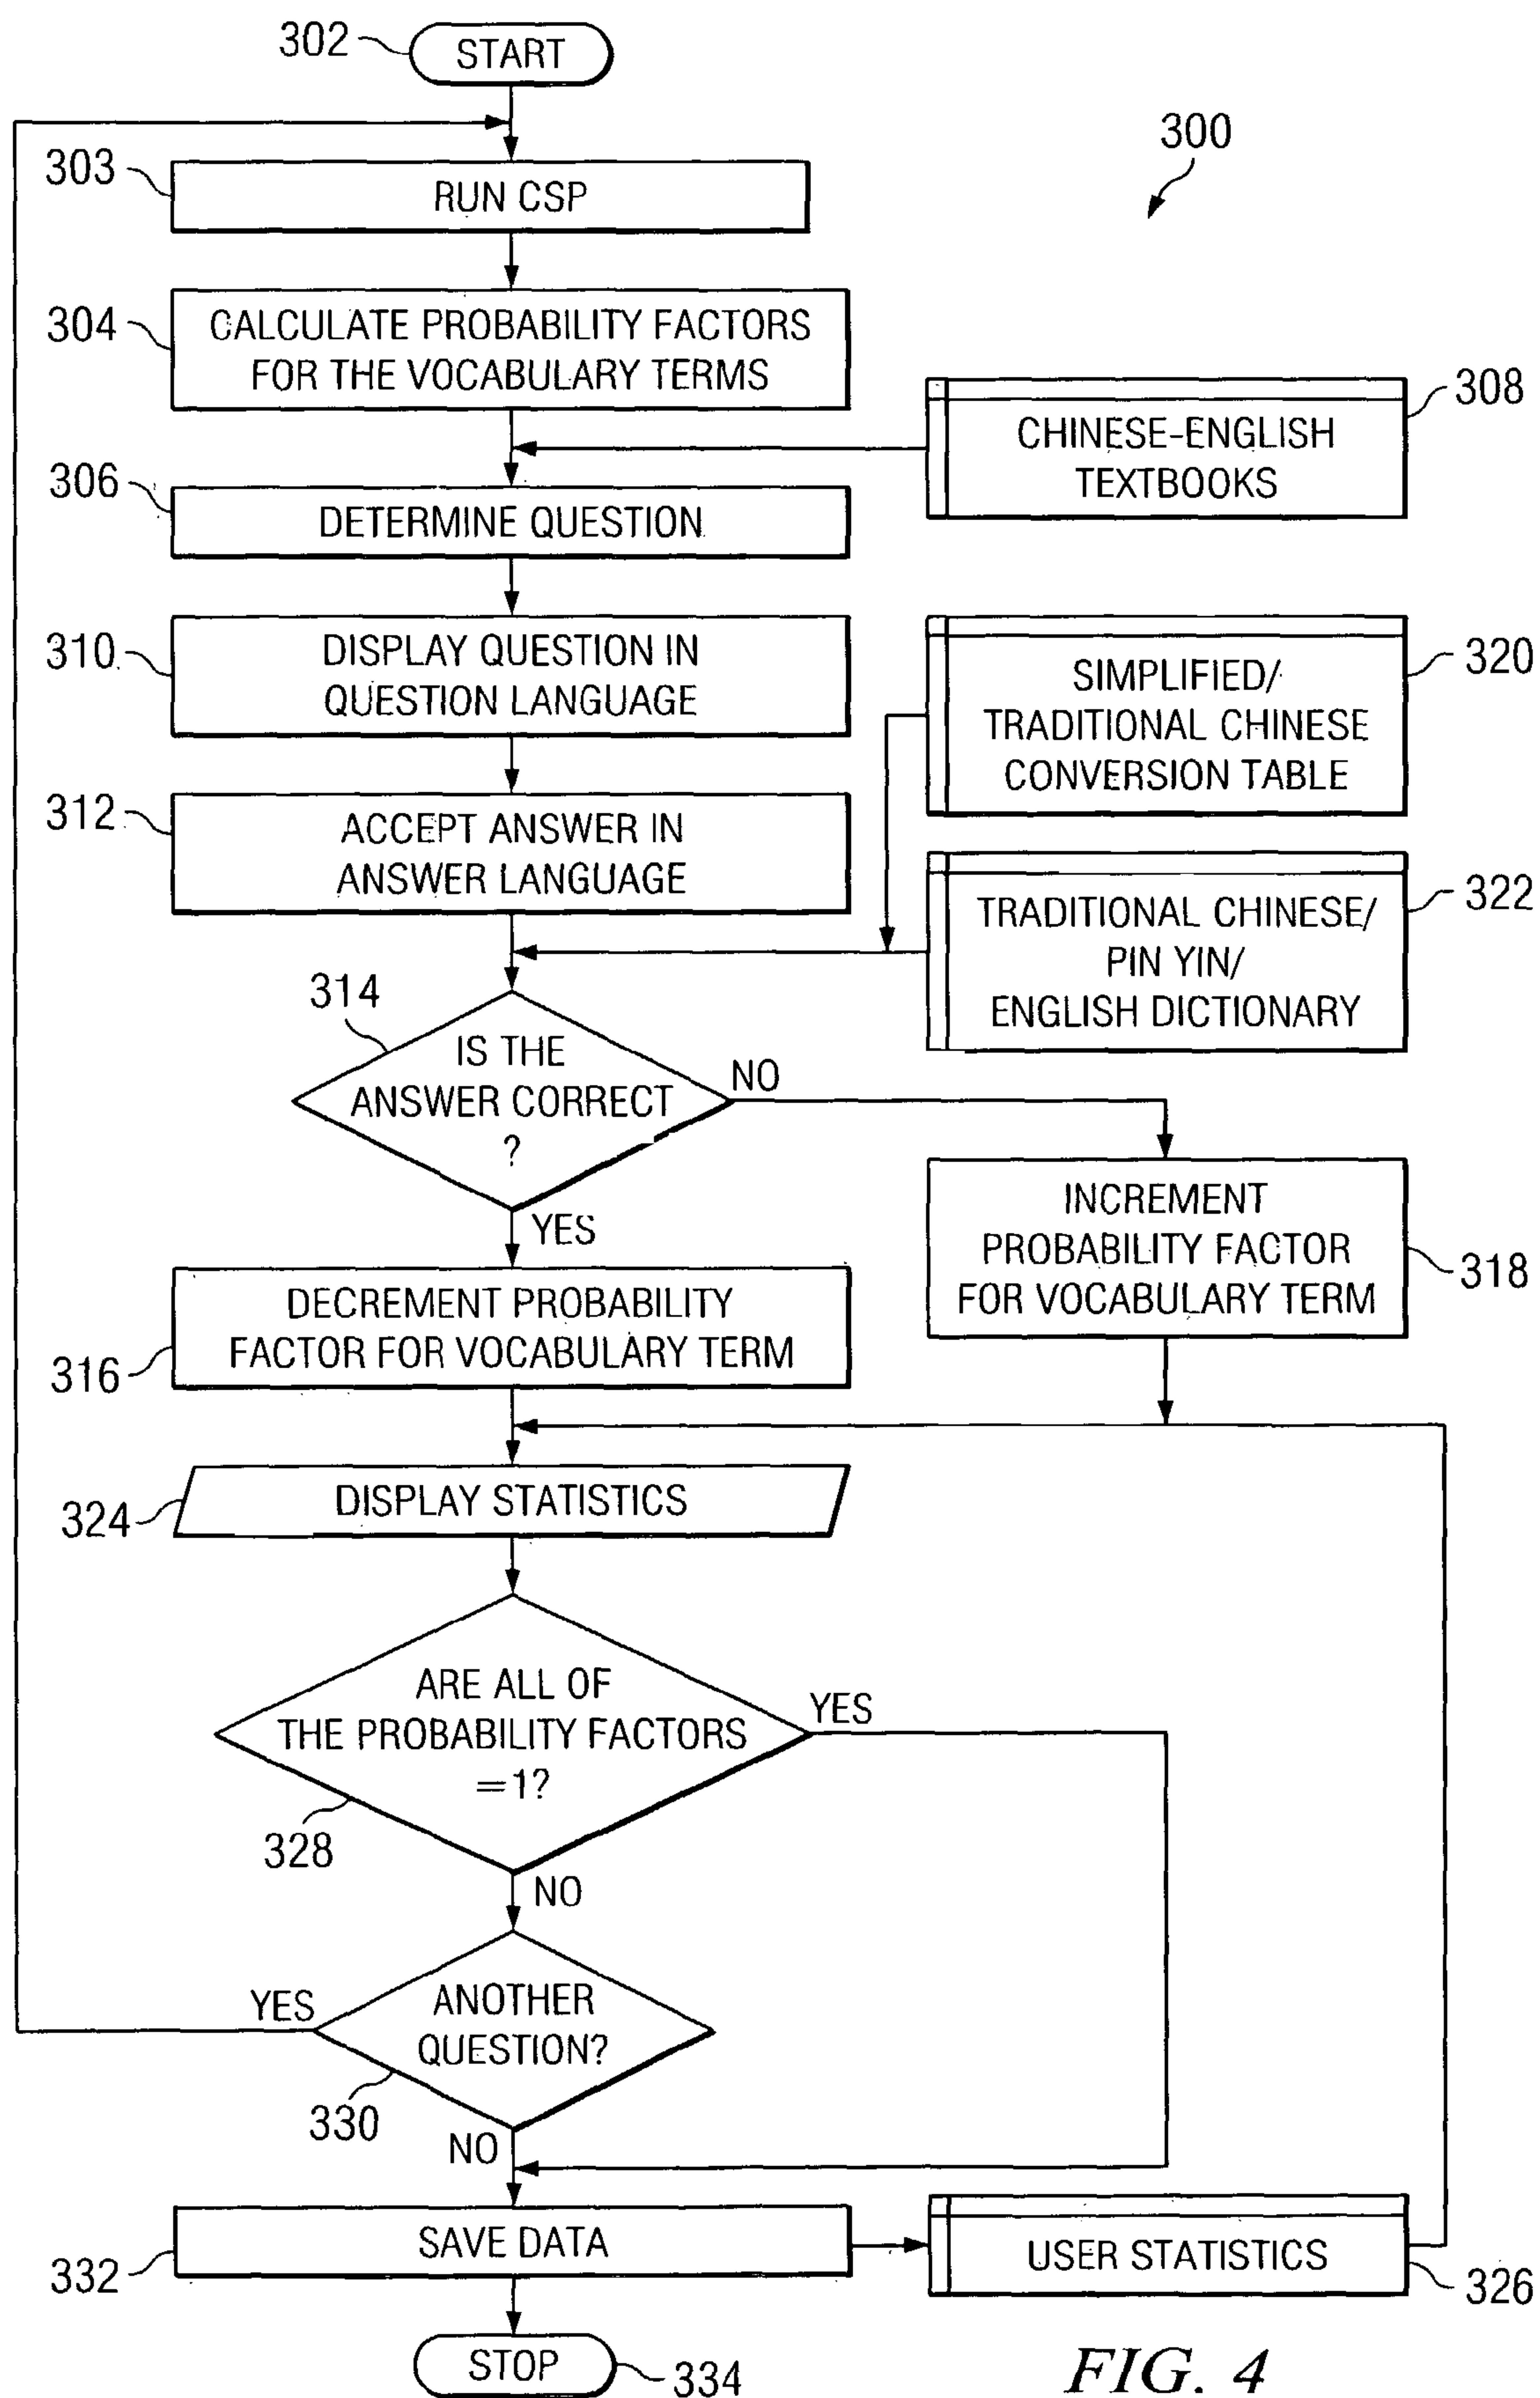 302
START
300
303
RUN CSP
304
CALCULATE PROBABILITY FACTORS
FOR THE VOCABULARY TERMS
308
CHINESE-ENGLISH
TEXTBOOKS
306
DETERMINE QUESTION
310
DISPLAY QUESTION IN
QUESTION LANGUAGE
320
SIMPLIFIED/
TRADITIONAL CHINESE
CONVERSION TABLE
312
ACCEPT ANSWER IN
ANSWER LANGUAGE
322
TRADITIONAL CHINESE/
PIN YIN/
ENGLISH DICTIONARY
314
IS THE
ANSWER CORRECT
?
NO
YES
INCREMENT
PROBABILITY FACTOR
FOR VOCABULARY TERM
318
DECREMENT PROBABILITY
FACTOR FOR VOCABULARY TERM
316
324
DISPLAY STATISTICS
ARE ALL OF
THE PROBABILITY FACTORS
=1?
YES
328
NO
ANOTHER
QUESTION?
YES
330
NO
332
SAVE DATA
USER STATISTICS
326
STOP
334
FIG. 4